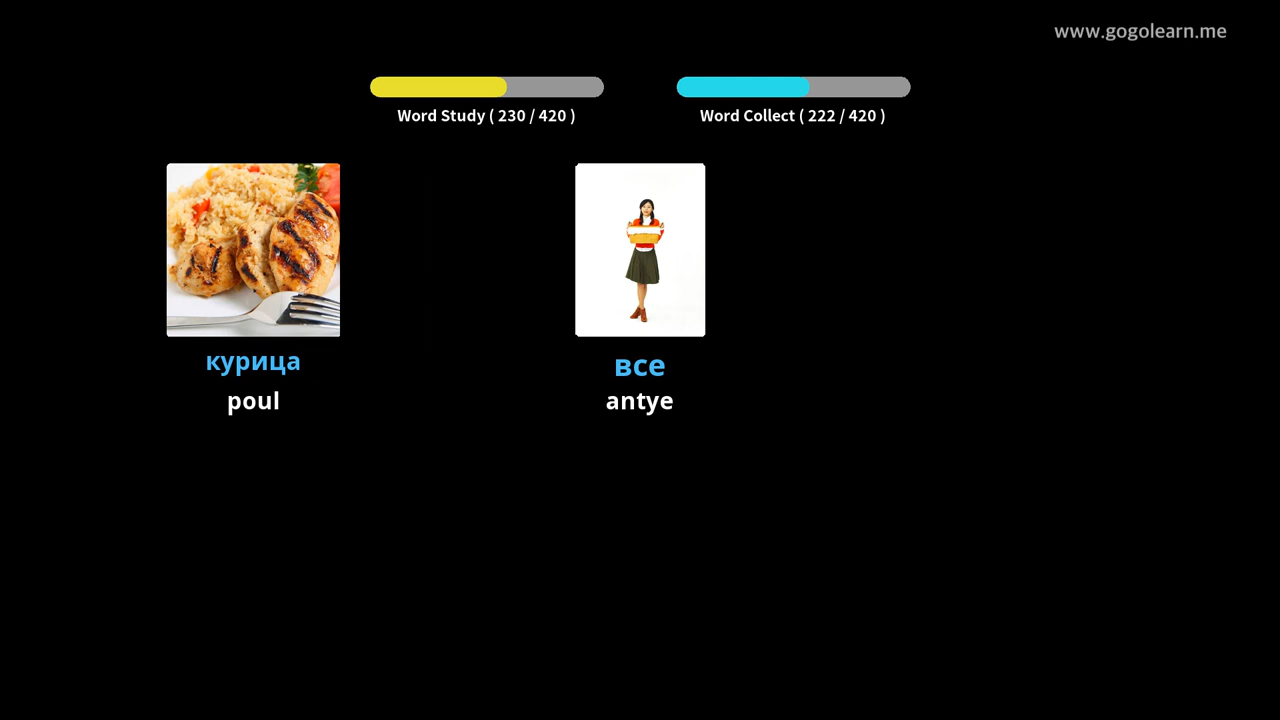 www.gogolearn.me
Word Study ( 230 / 420 )
Word Collect ( 222 / 420 )
курица
poul
все
antye